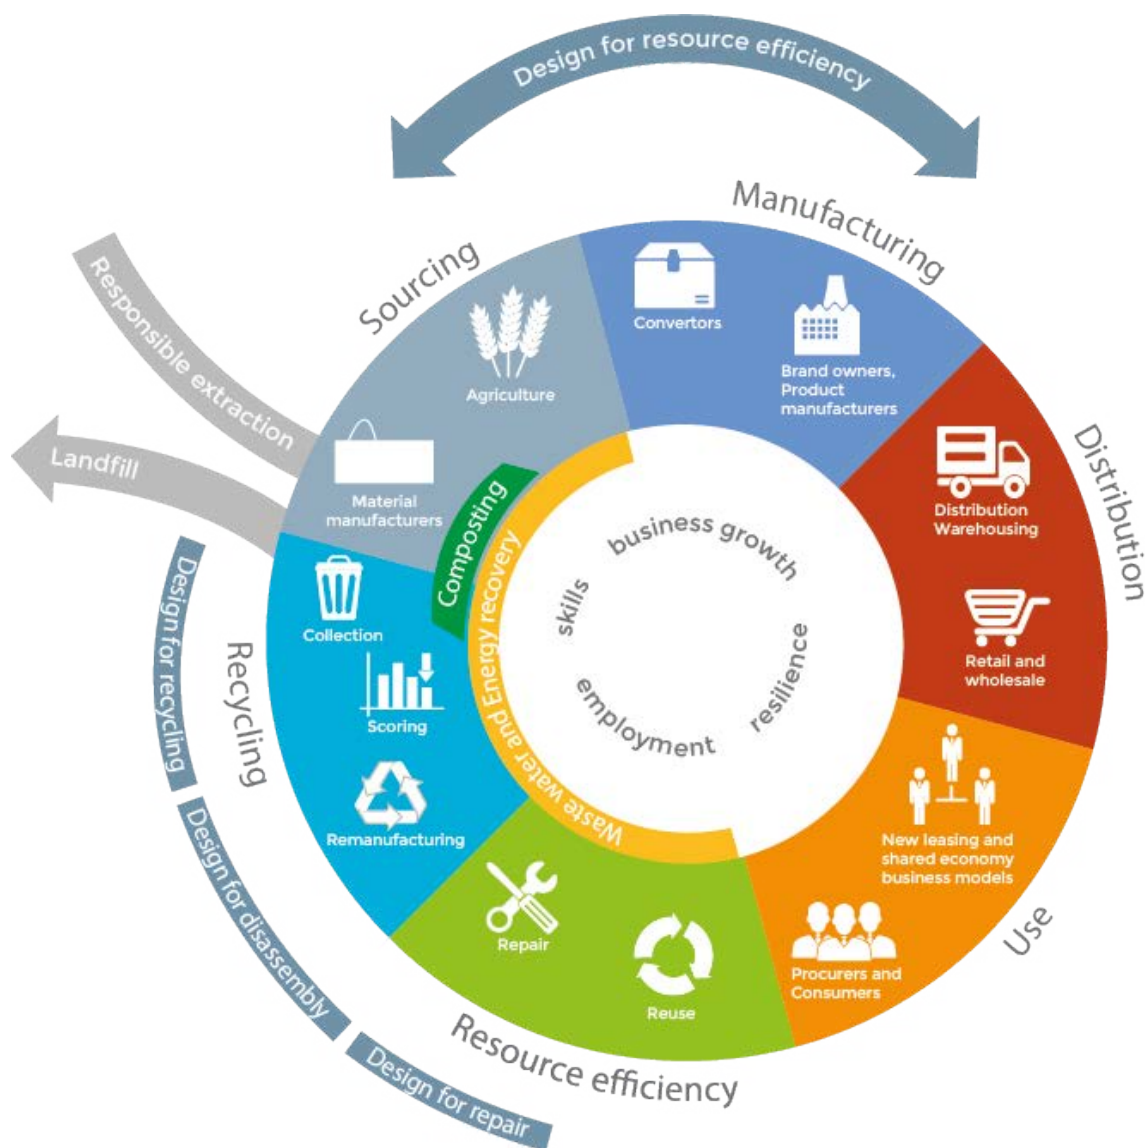 Design for resource efficiency
Manufacturing
Sourcing
Distribution
Use
Resource efficiency
Recycling
Responsible extraction
Landfill
Design for recycling
Design for disassembly
Design for repair
Convertors
Brand owners,
Product
manufacturers
Distribution
Warehousing
Retail and
wholesale
New leasing and
shared economy
business models
Procurers and
Consumers
Reuse
Repair
Remanufacturing
Scoring
Collection
Material
manufacturers
Agriculture
Composting
Waste water and Energy recovery
business growth
resilience
employment
skills